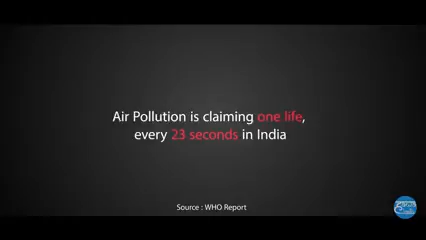 Air Pollution is claiming one life,
every 23 seconds in India
Source : WHO Report